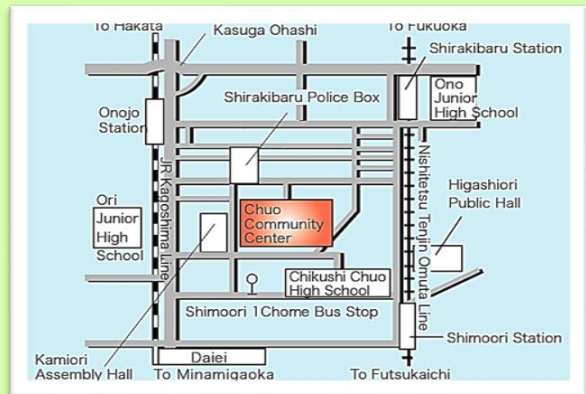 To Hakata
Kasuga Ohashi
To Fukuoka
Shirakibaru Station
Shirakibaru Police Box
Ono
Junior
High School
Onojo
Station
JR Kagoshima Line
Nishitetsu Tenjin Omuta Line
Higashiori
Public Hall
Ori
Junior
High
School
Chuo
Community
Center
Chikushi Chuo
High School
Shimoori 1Chome Bus Stop
Shimoori Station
Kamiori
Assembly Hall
Daiei
To Minamigaoka
To Futsukaichi